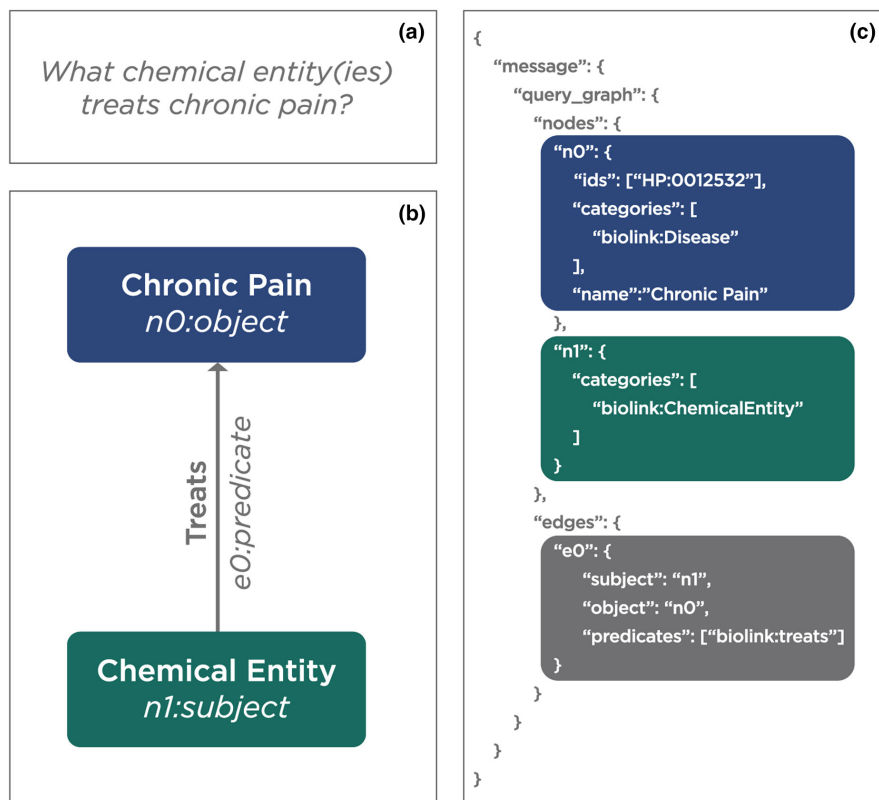 (a)
What chemical entity(ies)
treats chronic pain?
(b)
Chronic Pain
n0:object
Treats
e0:predicate
Chemical Entity
n1:subject
(c)
{
“message”: {
“query_graph”: {
“nodes”: {
“n0”: {
“ids”: [“HP:0012532”],
“categories”: [
“biolink:Disease”
],
“name”:”Chronic Pain”
},
“n1”: {
“categories”: [
“biolink:ChemicalEntity”
]
}
},
“edges”: {
“e0”: {
“subject”: “n1”,
“object”: “n0”,
“predicates”: [“biolink:treats”]
}
}
}
}
}